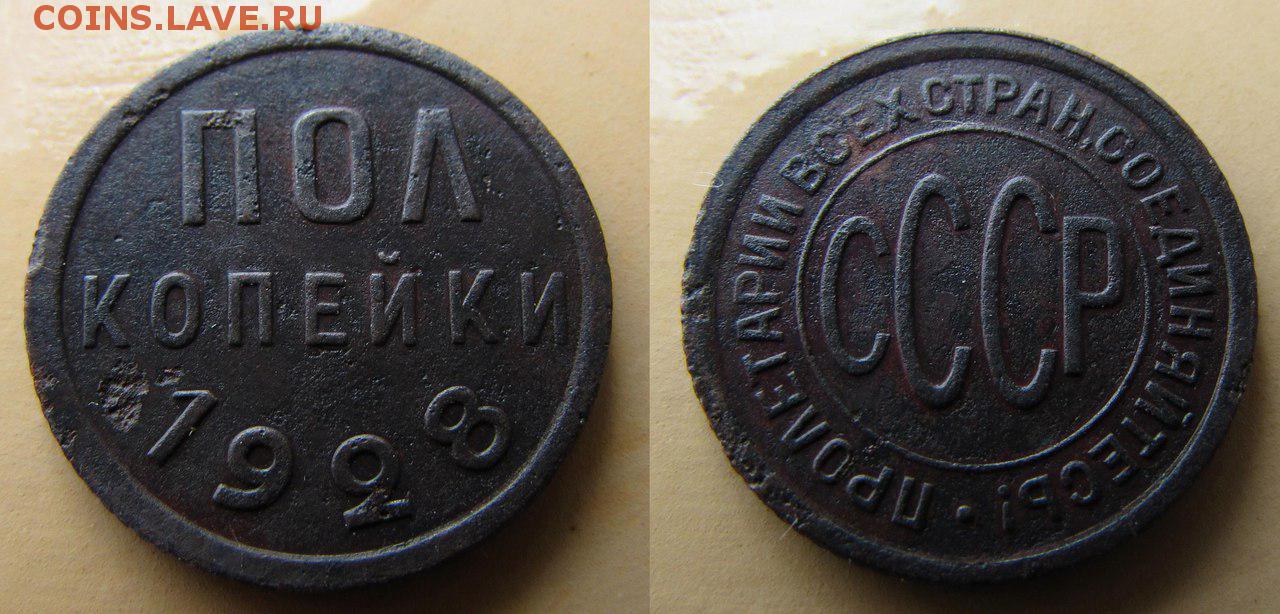 COINS.LAVE.RU
ПОЛ
КОПЕЙКИ
1928
ПРОЛЕТАРИИ ВСЕХ СТРАН, СОЕДИНЯЙТЕСЬ! •
СССР